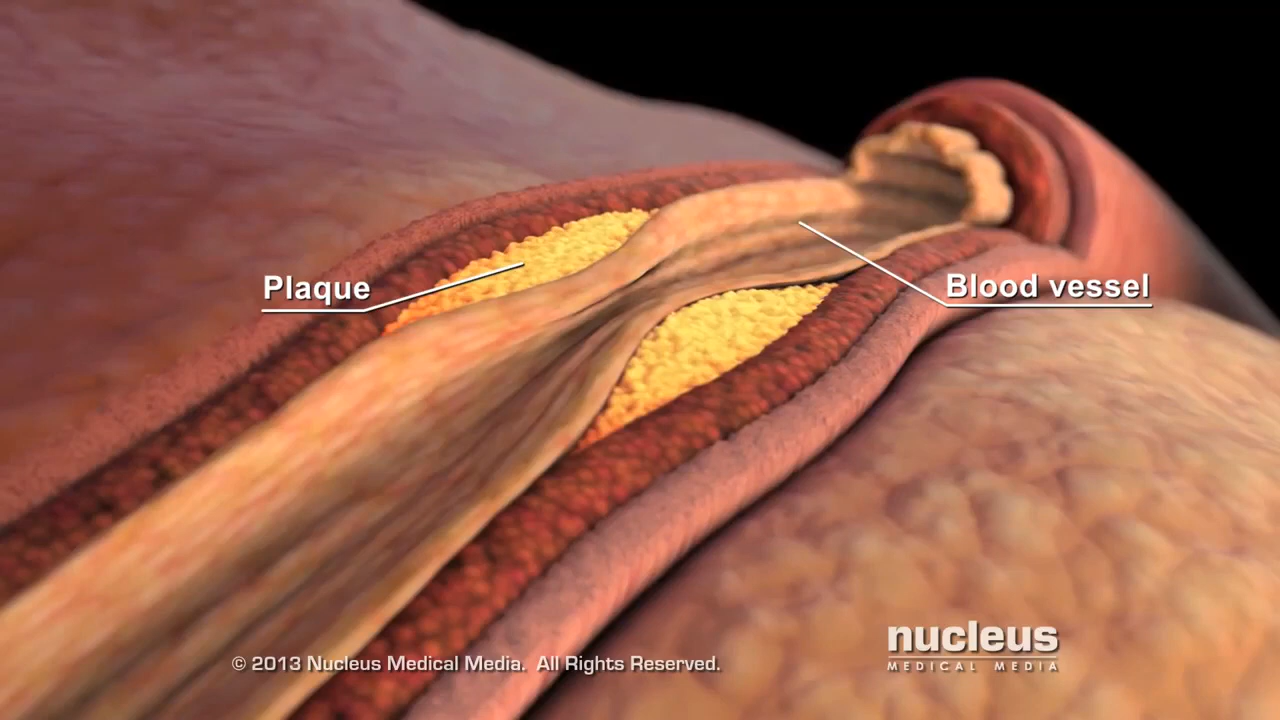 Plaque
Blood vessel
nucleus
MEDICAL MEDIA
© 2013 Nucleus Medical Media. All Rights Reserved.